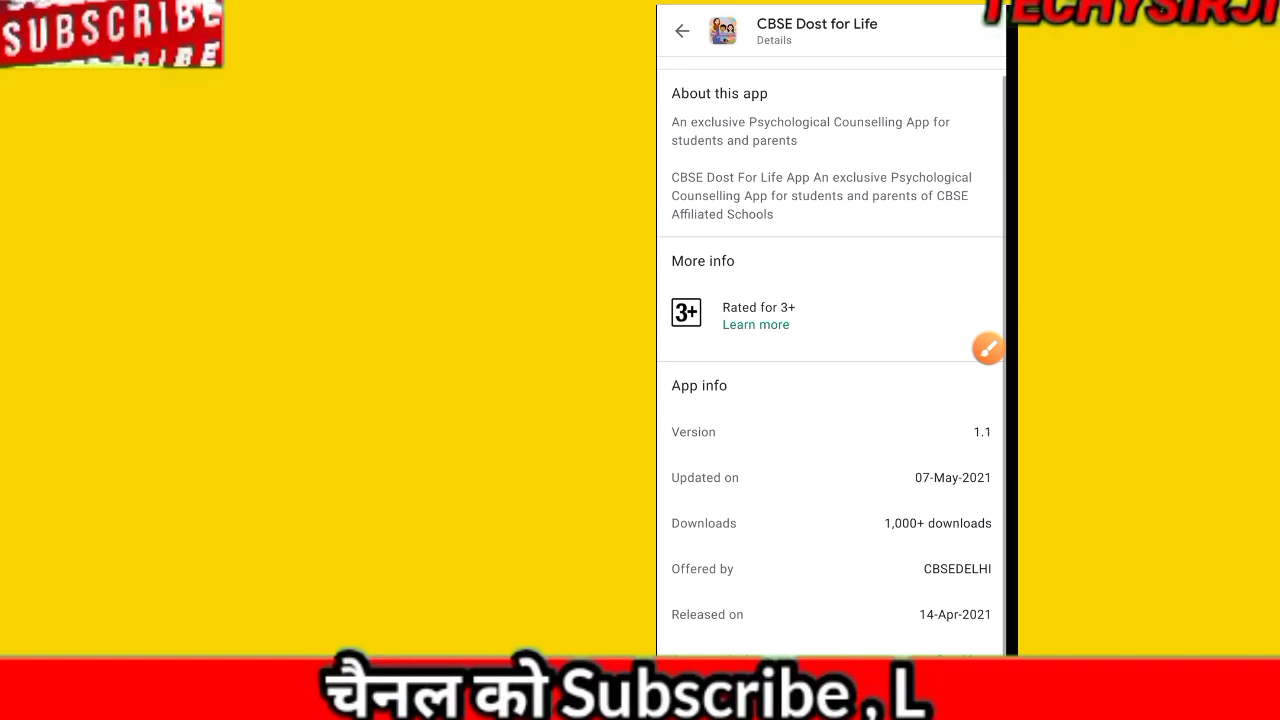 SUBSCRIBE
TECHYSIRJI
CBSE Dost for Life
Details
About this app
An exclusive Psychological Counselling App for
students and parents
CBSE Dost For Life App An exclusive Psychological
Counselling App for students and parents of CBSE
Affiliated Schools
More info
3+
Rated for 3+
Learn more
App info
Version 1.1
Updated on 07-May-2021
Downloads 1,000+ downloads
Offered by CBSEDELHI
Released on 14-Apr-2021
चैनल को Subscribe , L